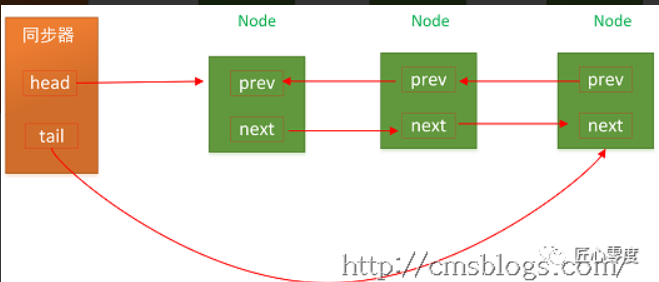 同步器
Node Node Node
head prev prev prev
tail next next next
匠心零度
http://cmsblogs.com/